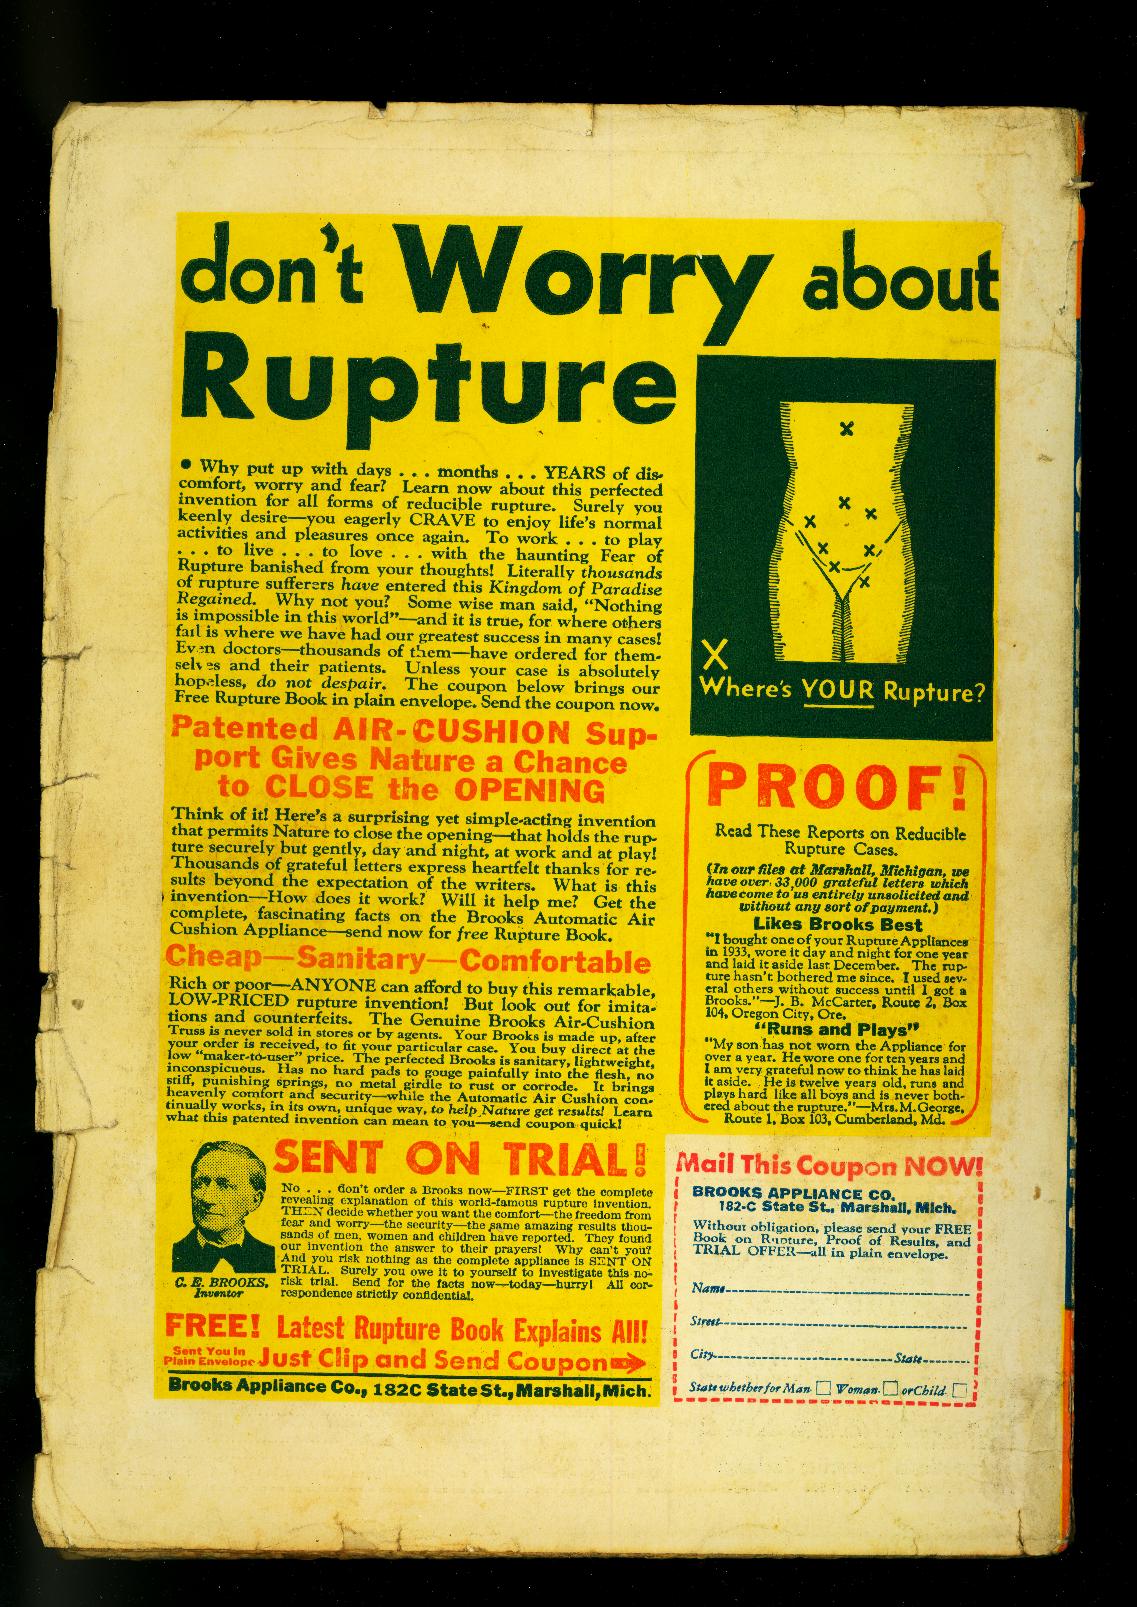 don't Worry about
Rupture
• Why put up with days . . . months . . . YEARS of dis-
comfort, worry and fear? Learn now about this perfected
invention for all forms of reducible rupture. Surely you
keenly desire—you eagerly CRAVE to enjoy life's normal
activities and pleasures once again. To work . . . to play
. . . to live . . . to love . . . with the haunting Fear of
Rupture banished from your thoughts! Literally thousands
of rupture sufferers have entered this Kingdom of Paradise
Regained. Why not you? Some wise man said, "Nothing
is impossible in this world"—and it is true, for where others
fail is where we have had our greatest success in many cases!
Even doctors—thousands of them—have ordered for them-
selves and their patients. Unless your case is absolutely
hopeless, do not despair. The coupon below brings our
Free Rupture Book in plain envelope. Send the coupon now.
X
Where's YOUR Rupture?
Patented AIR-CUSHION Sup-
port Gives Nature a Chance
to CLOSE the OPENING
Think of it! Here's a surprising yet simple-acting invention
that permits Nature to close the opening—that holds the rup-
ture securely but gently, day and night, at work and at play!
Thousands of grateful letters express heartfelt thanks for re-
sults beyond the expectation of the writers. What is this
invention—How does it work? Will it help me? Get the
complete, fascinating facts on the Brooks Automatic Air
Cushion Appliance—send now for free Rupture Book.
Cheap—Sanitary—Comfortable
Rich or poor—ANYONE can afford to buy this remarkable,
LOW-PRICED rupture invention! But look out for imita-
tions and counterfeits. The Genuine Brooks Air-Cushion
Truss is never sold in stores or by agents. Your Brooks is made up, after
your order is received, to fit your particular case. You buy direct at the
low "maker-to-user" price. The perfected Brooks is sanitary, lightweight,
inconspicuous. Has no hard pads to gouge painfully into the flesh, no
stiff, punishing springs, no metal girdle to rust or corrode. It brings
heavenly comfort and security—while the Automatic Air Cushion con-
tinually works, in its own, unique way, to help Nature get results! Learn
what this patented invention can mean to you—send coupon quick!
PROOF!
Read These Reports on Reducible
Rupture Cases.
(In our files at Marshall, Michigan, we
have over 33,000 grateful letters which
have come to us entirely unsolicited and
without any sort of payment.)
Likes Brooks Best
"I bought one of your Rupture Appliances
in 1933, wore it day and night for one year
and laid it aside last December. The rup-
ture hasn't bothered me since. I used sev-
eral others without success until I got a
Brooks."—J. B. McCarter, Route 2, Box
104, Oregon City, Ore.
"Runs and Plays"
"My son has not worn the Appliance for
over a year. He wore one for ten years and
I am very grateful now to think he has laid
it aside. He is twelve years old, runs and
plays hard like all boys and is never both-
ered about the rupture."—Mrs. M. George,
Route 1, Box 103, Cumberland, Md.
SENT ON TRIAL!
No . . . don't order a Brooks now—FIRST get the complete
revealing explanation of this world-famous rupture invention.
THEN decide whether you want the comfort—the freedom from
fear and worry—the security—the same amazing results thou-
sands of men, women and children have reported. They found
our invention the answer to their prayers! Why can't you?
And you risk nothing as the complete appliance is SENT ON
TRIAL. Surely you owe it to yourself to investigate this no-
risk trial. Send for the facts now—today—hurry! All cor-
respondence strictly confidential.
C. E. BROOKS,
Inventor
FREE! Latest Rupture Book Explains All!
Sent You In
Plain Envelope Just Clip and Send Coupon
Brooks Appliance Co., 182C State St., Marshall, Mich.
Mail This Coupon NOW!
BROOKS APPLIANCE CO.
182-C State St., Marshall, Mich.
Without obligation, please send your FREE
Book on Rupture, Proof of Results, and
TRIAL OFFER—all in plain envelope.
Name
Street
City State
State whether for Man Woman or Child